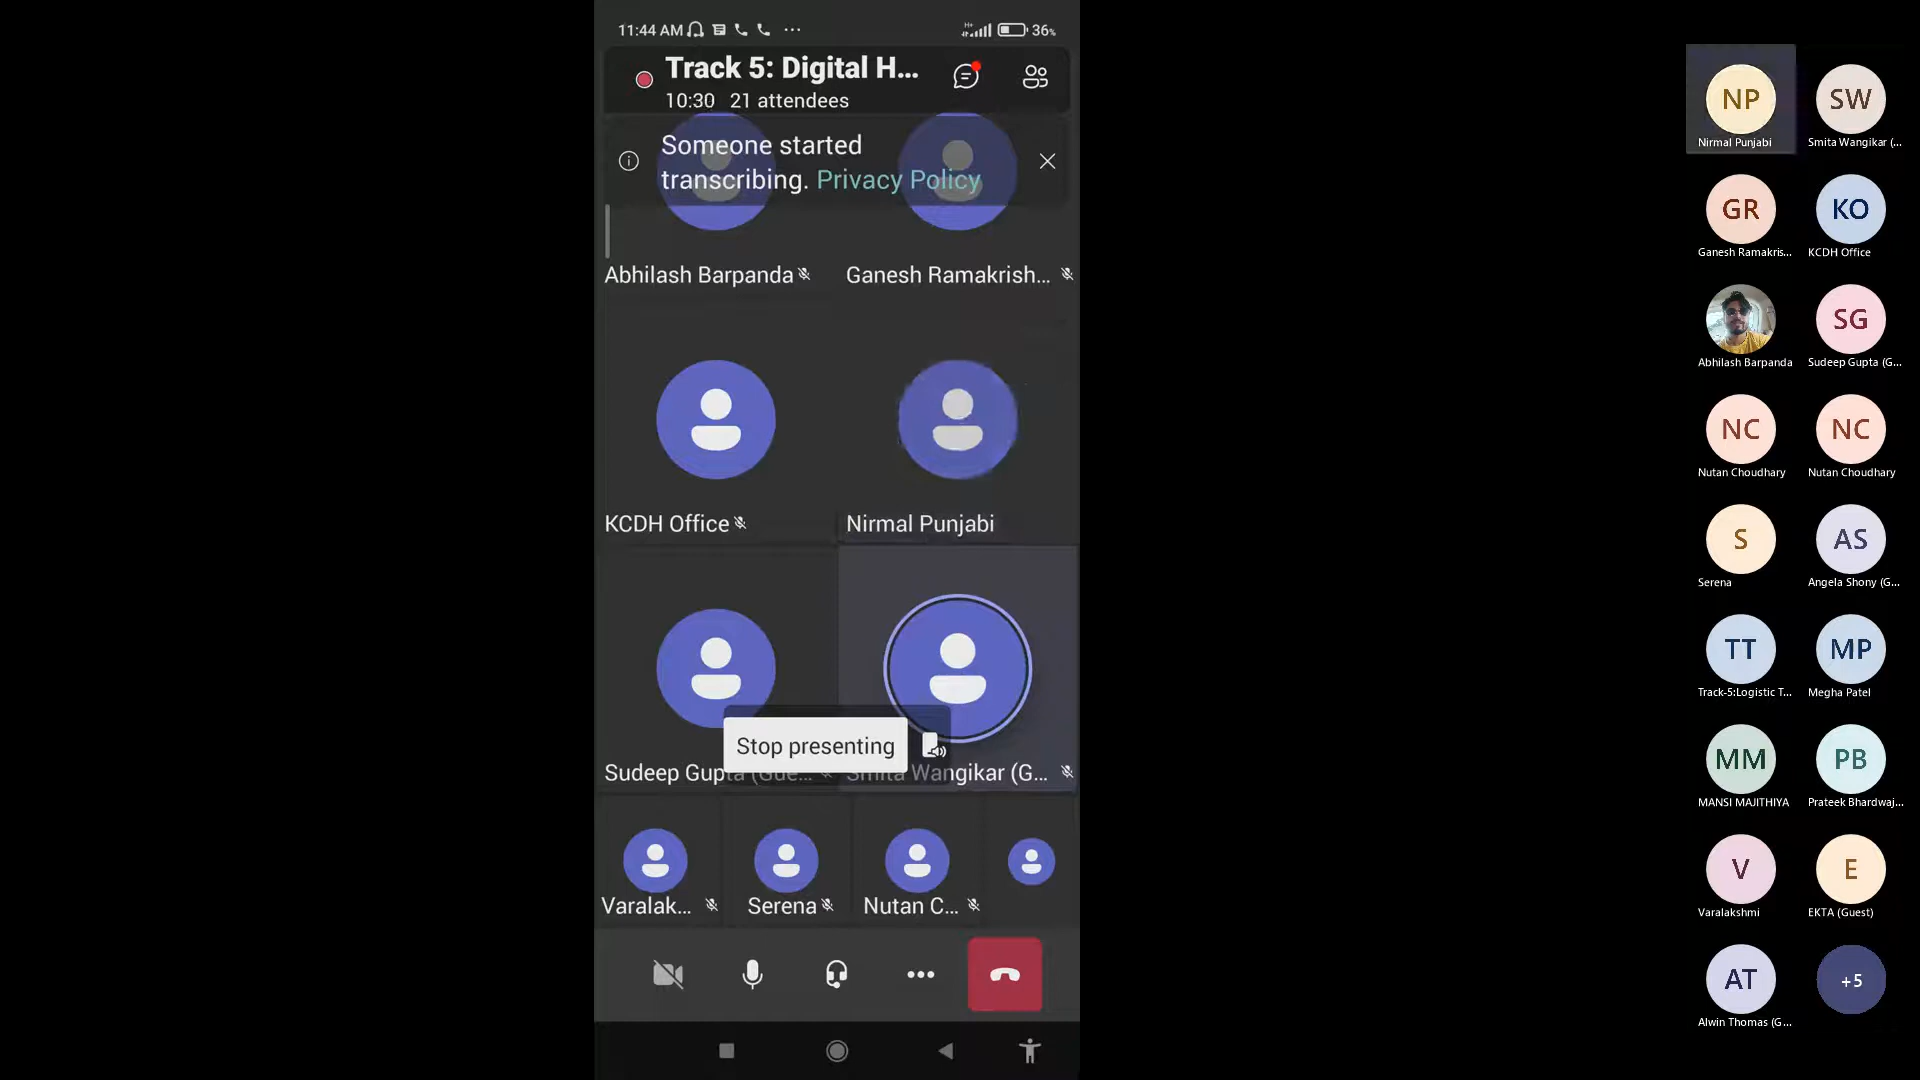 11:44 AM
H+
36%
Track 5: Digital H...
10:30 21 attendees
Someone started
transcribing. Privacy Policy
Abhilash Barpanda
Ganesh Ramakrish...
KCDH Office
Nirmal Punjabi
Stop presenting
Sudeep Gupta (Gue...
Smita Wangikar (G...
Varalak...
Serena
Nutan C...
NP
Nirmal Punjabi
SW
Smita Wangikar (...
GR
Ganesh Ramakris...
KO
KCDH Office
Abhilash Barpanda
SG
Sudeep Gupta (G...
NC
Nutan Choudhary
NC
Nutan Choudhary
S
Serena
AS
Angela Shony (G...
TT
Track-5:Logistic T...
MP
Megha Patel
MM
MANSI MAJITHIYA
PB
Prateek Bhardwaj...
V
Varalakshmi
E
EKTA (Guest)
AT
Alwin Thomas (G...
+5